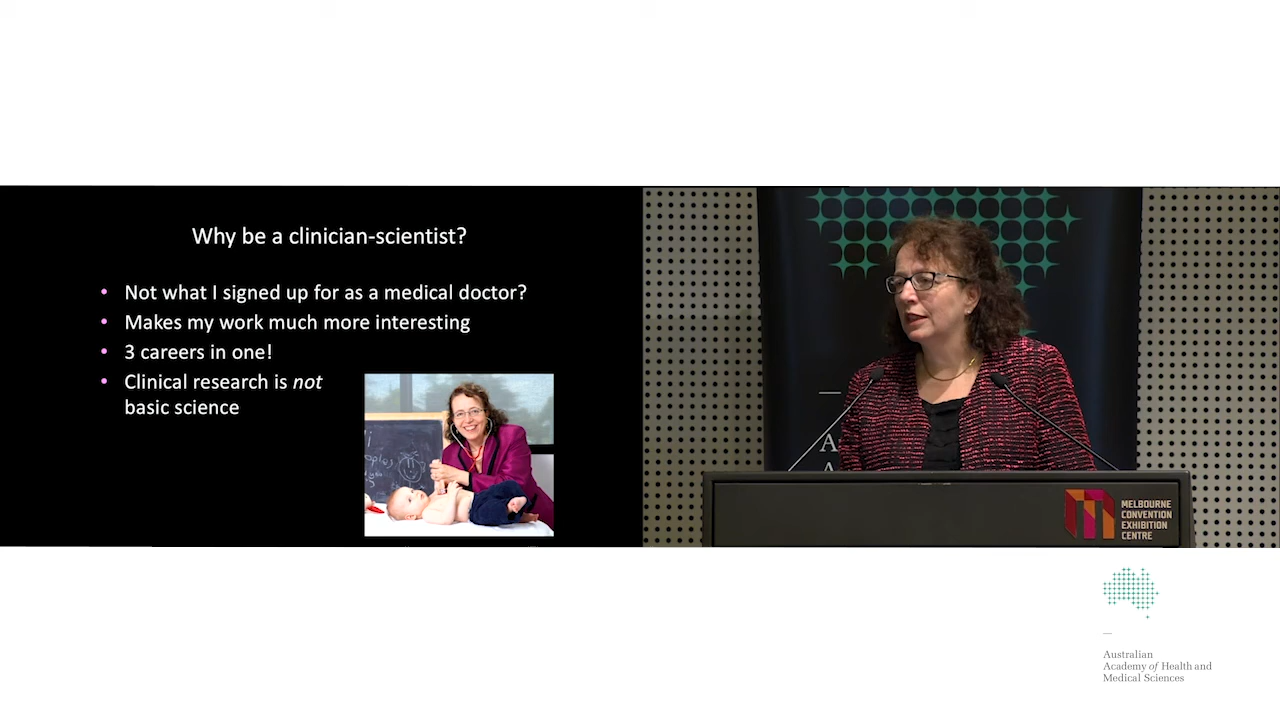 Why be a clinician-scientist?
• Not what I signed up for as a medical doctor?
• Makes my work much more interesting
• 3 careers in one!
• Clinical research is not
basic science
A
MELBOURNE
CONVENTION
EXHIBITION
CENTRE
Australian
Academy of Health and
Medical Sciences